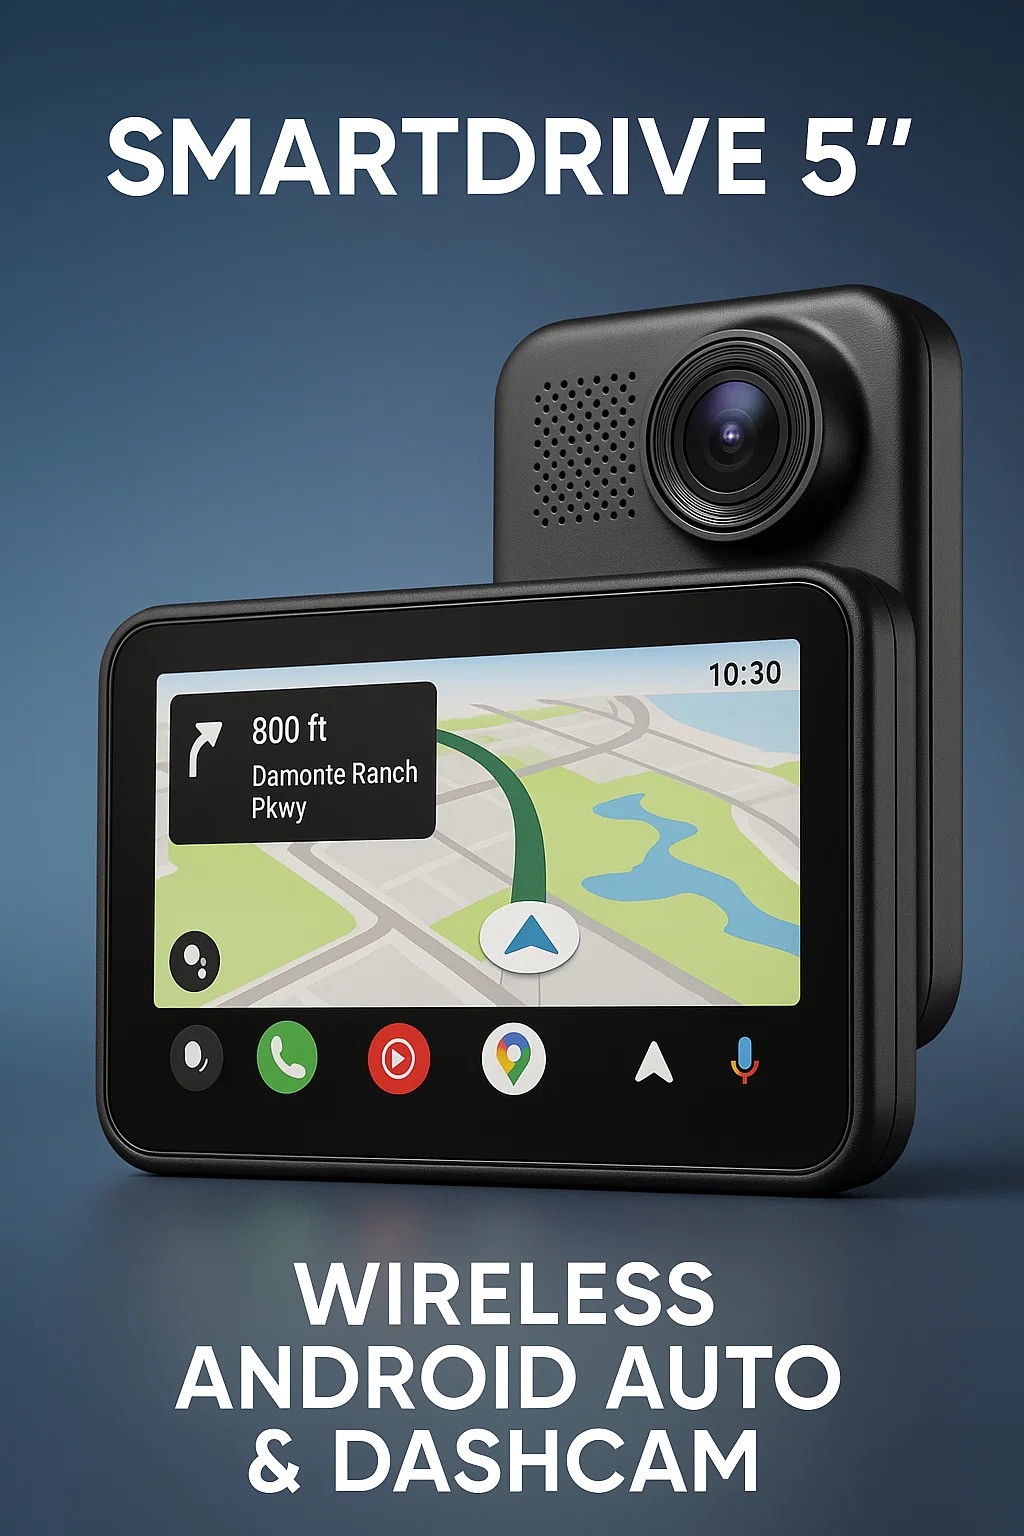 SMARTDRIVE 5"
10:30
800 ft
Damonte Ranch
Pkwy
WIRELESS
ANDROID AUTO
& DASHCAM